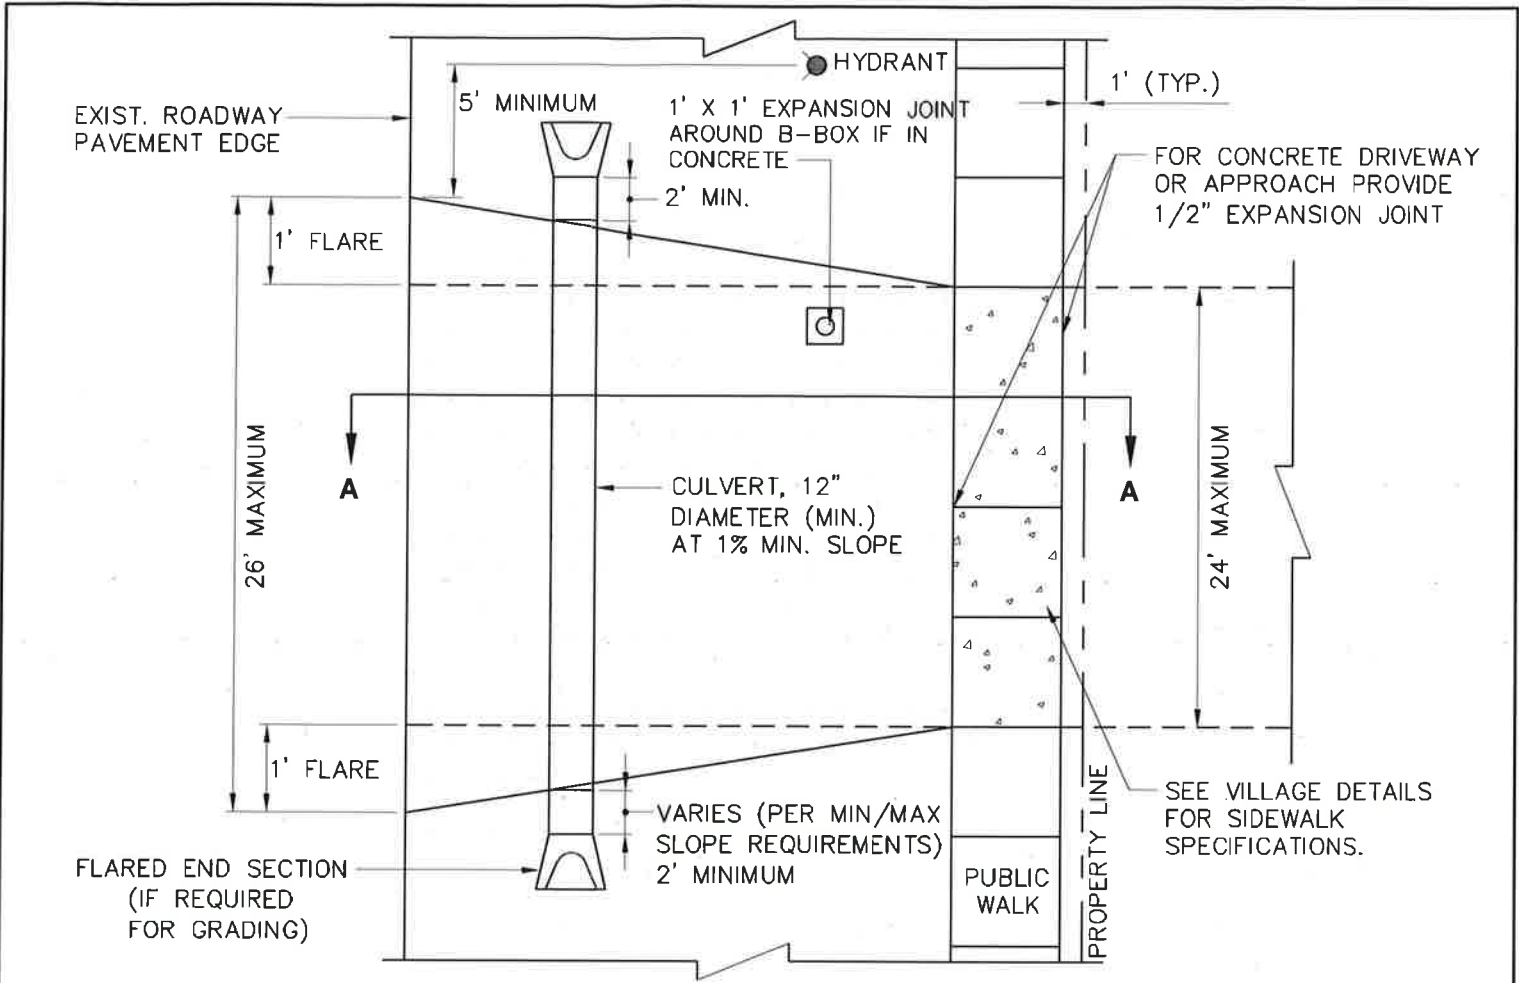 HYDRANT
1' (TYP.)
5' MINIMUM
EXIST. ROADWAY
PAVEMENT EDGE
1' X 1' EXPANSION JOINT
AROUND B-BOX IF IN
CONCRETE
FOR CONCRETE DRIVEWAY
OR APPROACH PROVIDE
1/2" EXPANSION JOINT
2' MIN.
1' FLARE
26' MAXIMUM
A
CULVERT, 12"
DIAMETER (MIN.)
AT 1% MIN. SLOPE
A
24' MAXIMUM
1' FLARE
VARIES (PER MIN/MAX
SLOPE REQUIREMENTS)
2' MINIMUM
SEE VILLAGE DETAILS
FOR SIDEWALK
SPECIFICATIONS.
FLARED END SECTION
(IF REQUIRED
FOR GRADING)
PUBLIC
WALK
PROPERTY LINE